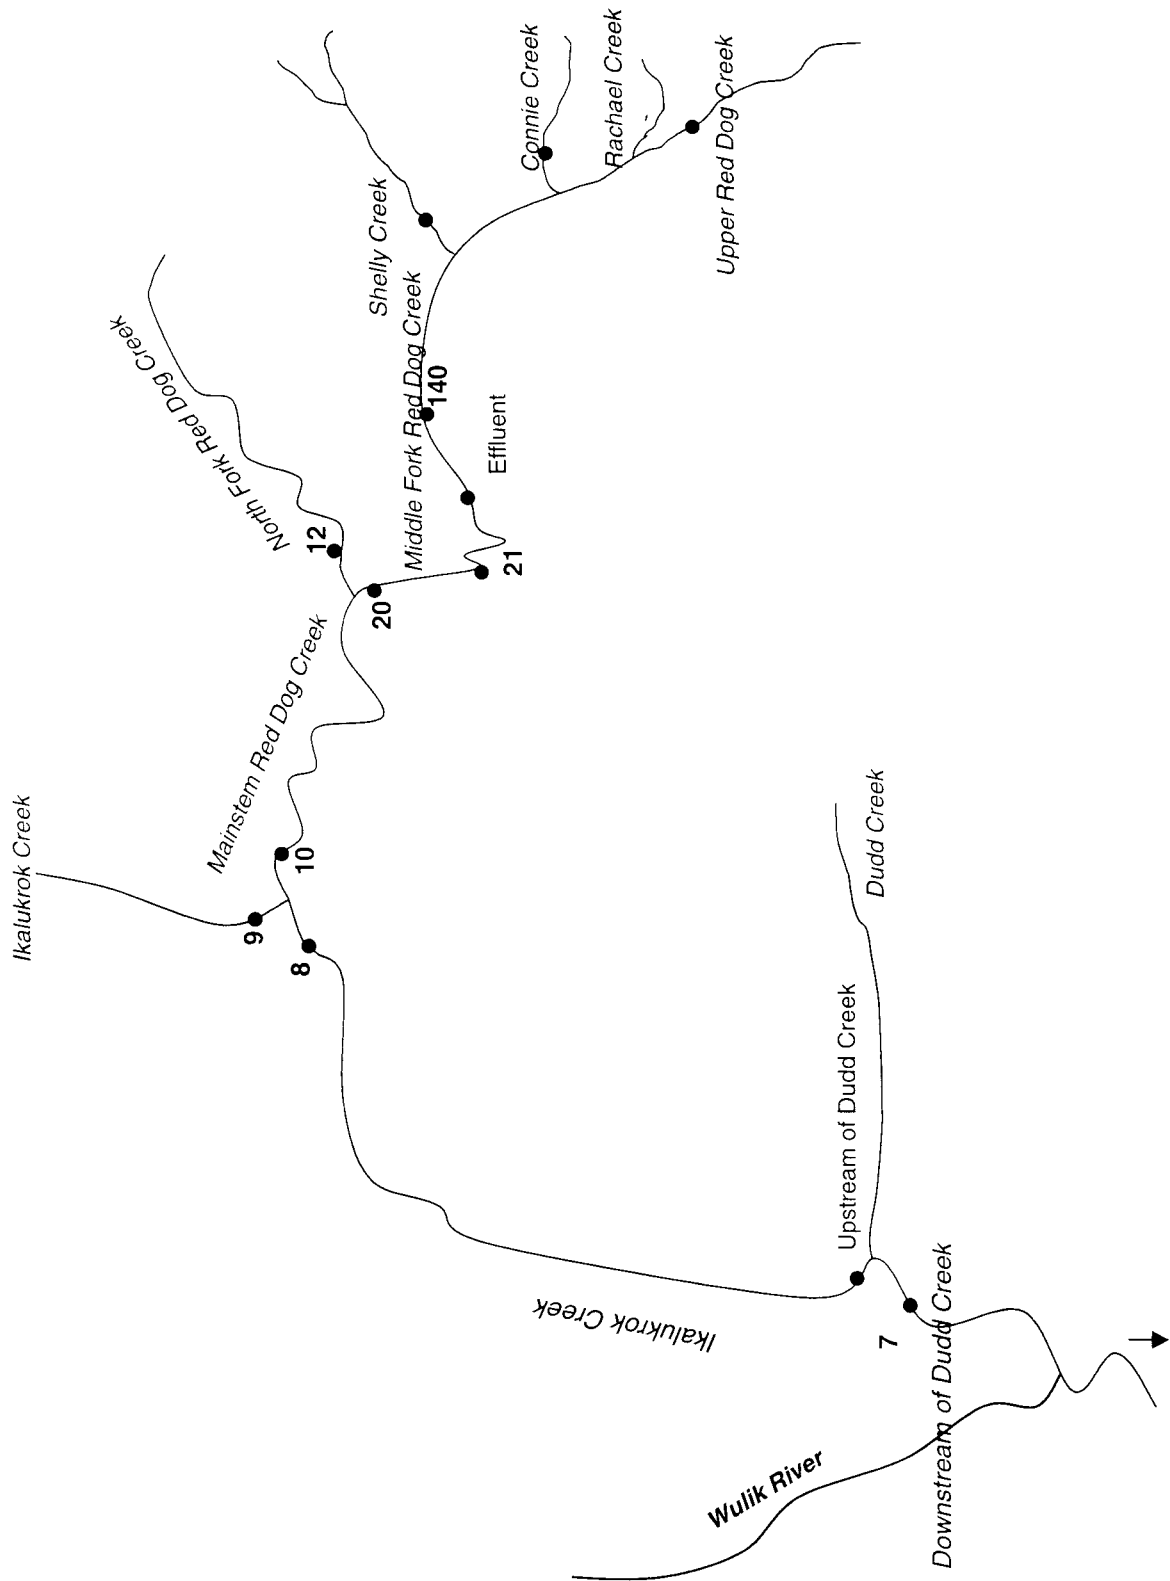 Ikalukrok Creek
Mainstem Red Dog Creek
North Fork Red Dog Creek
Shelly Creek
Connie Creek
Rachael Creek
Upper Red Dog Creek
Middle Fork Red Dog Creek
140
Effluent
12
20
21
10
9
8
Dudd Creek
Upstream of Dudd Creek
Ikalukrok Creek
7
Downstream of Dudd Creek
Wulik River